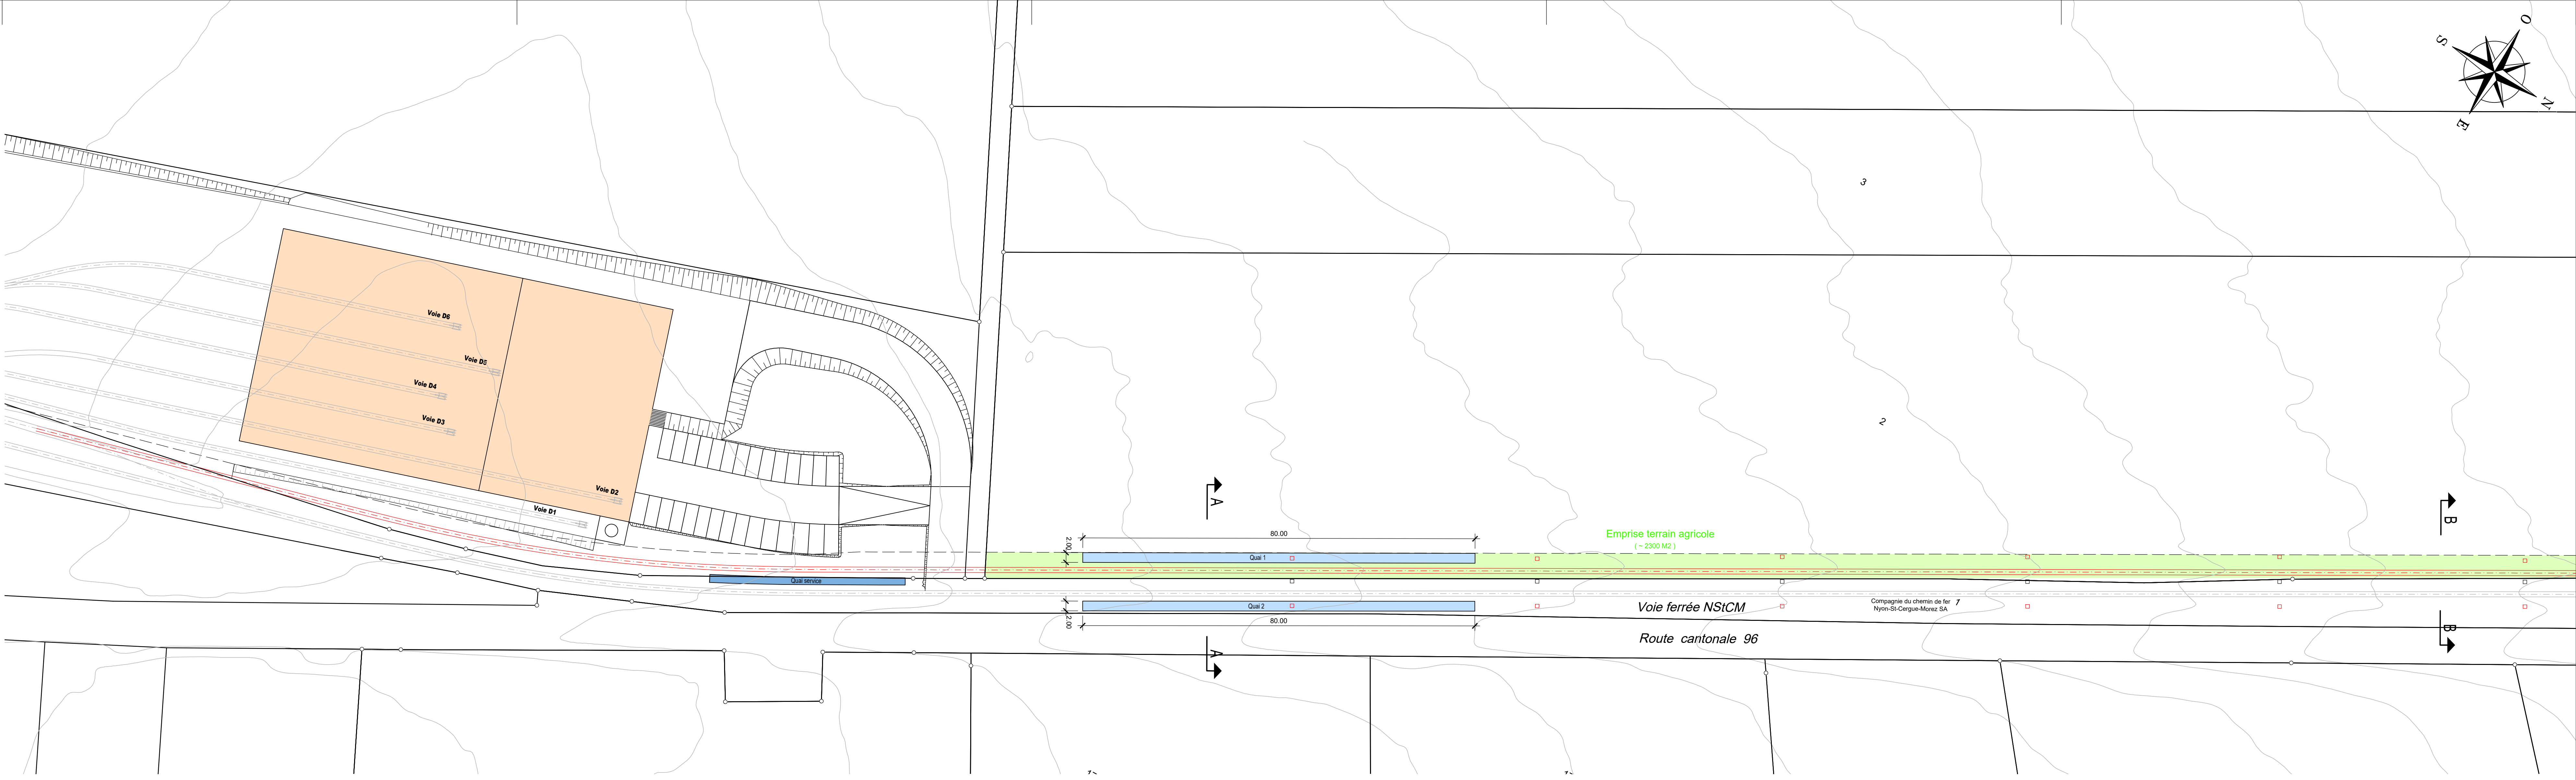 O
S
N
E
3
2
Voie D6
Voie D5
Voie D4
Voie D3
Voie D2
Voie D1
Quai service
A
B
80.00
2.00
Quai 1
Emprise terrain agricole
( ~ 2300 M2 )
Quai 2
2.00
80.00
Voie ferrée NStCM
Compagnie du chemin de fer 1
Nyon-St-Cergue-Morez SA
Route cantonale 96
A
B